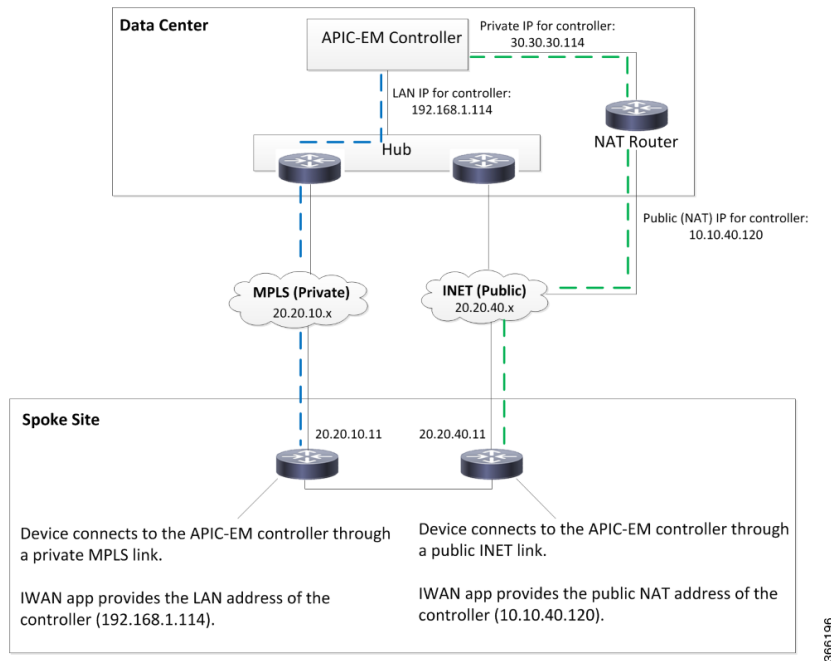 Data Center
APIC-EM Controller
Private IP for controller:
30.30.30.114
LAN IP for controller:
192.168.1.114
Hub
NAT Router
Public (NAT) IP for controller:
10.10.40.120
MPLS (Private)
20.20.10.x
INET (Public)
20.20.40.x
Spoke Site
20.20.10.11
20.20.40.11
Device connects to the APIC-EM controller through
a private MPLS link.
IWAN app provides the LAN address of the
controller (192.168.1.114).
Device connects to the APIC-EM controller through
a public INET link.
IWAN app provides the public NAT address of the
controller (10.10.40.120).
366196